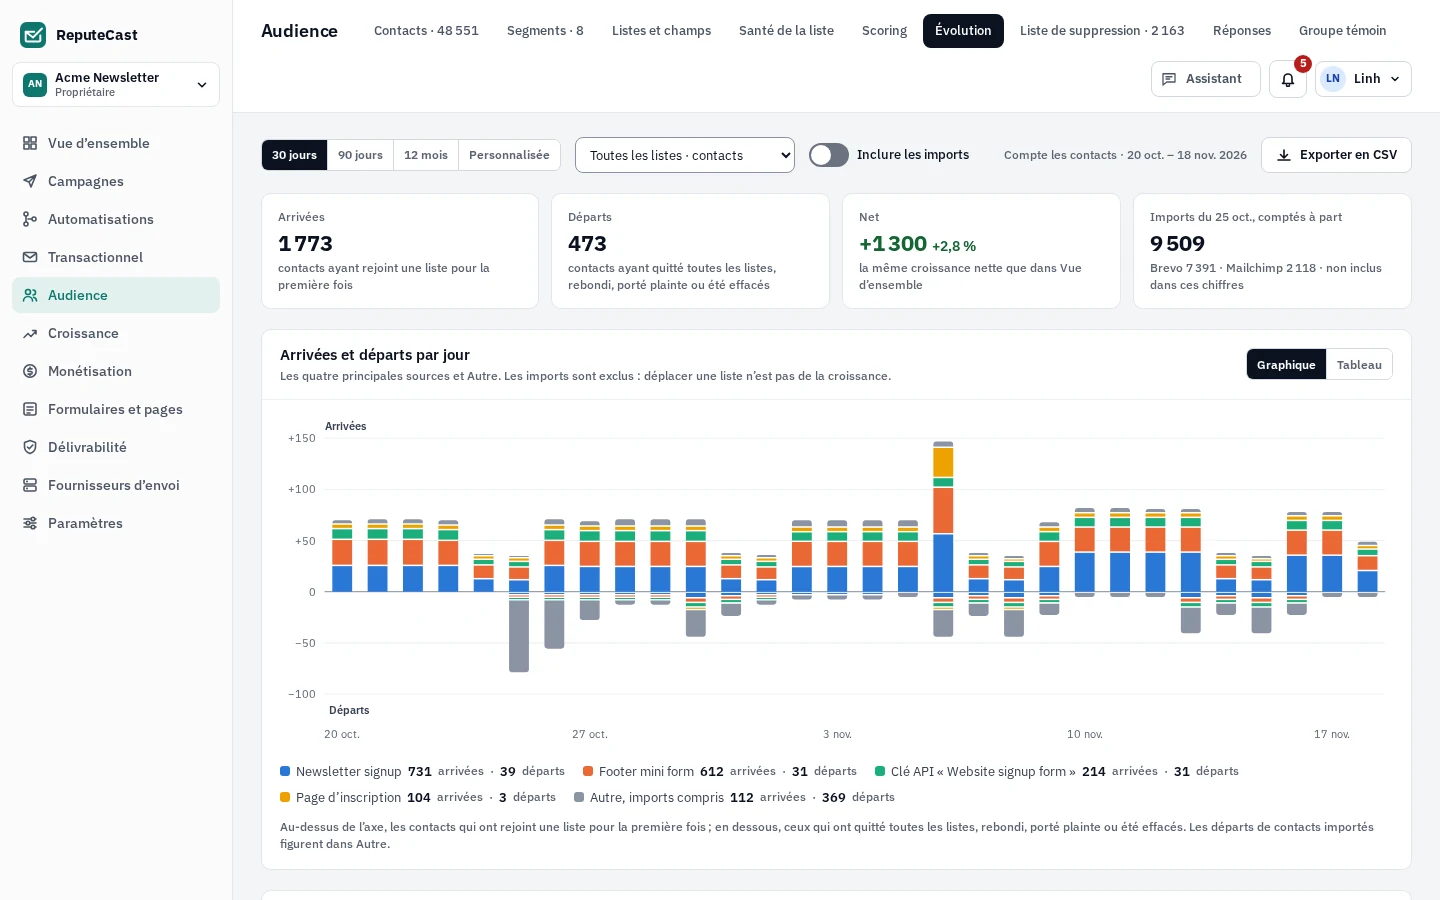 ReputeCast
AN
Acme Newsletter
Propriétaire
Vue d’ensemble
Campagnes
Automatisations
Transactionnel
Audience
Croissance
Monétisation
Formulaires et pages
Délivrabilité
Fournisseurs d’envoi
Paramètres
Audience
Contacts · 48 551
Segments · 8
Listes et champs
Santé de la liste
Scoring
Évolution
Liste de suppression · 2 163
Réponses
Groupe témoin
Assistant
5
LN
Linh
30 jours
90 jours
12 mois
Personnalisée
Toutes les listes · contacts
Inclure les imports
Compte les contacts · 20 oct. – 18 nov. 2026
Exporter en CSV
Arrivées
1 773
contacts ayant rejoint une liste pour la
première fois
Départs
473
contacts ayant quitté toutes les listes,
rebondi, porté plainte ou été effacés
Net
+1 300 +2,8 %
la même croissance nette que dans Vue
d’ensemble
Imports du 25 oct., comptés à part
9 509
Brevo 7 391 · Mailchimp 2 118 · non inclus
dans ces chiffres
Arrivées et départs par jour
Les quatre principales sources et Autre. Les imports sont exclus : déplacer une liste n’est pas de la croissance.
Graphique
Tableau
Arrivées
+150
+100
+50
0
−50
−100
Départs
20 oct.
27 oct.
3 nov.
10 nov.
17 nov.
Newsletter signup 731 arrivées · 39 départs
Footer mini form 612 arrivées · 31 départs
Clé API « Website signup form » 214 arrivées · 31 départs
Page d’inscription 104 arrivées · 3 départs
Autre, imports compris 112 arrivées · 369 départs
Au-dessus de l’axe, les contacts qui ont rejoint une liste pour la première fois ; en dessous, ceux qui ont quitté toutes les listes, rebondi, porté plainte ou été effacés. Les départs de contacts importés
figurent dans Autre.